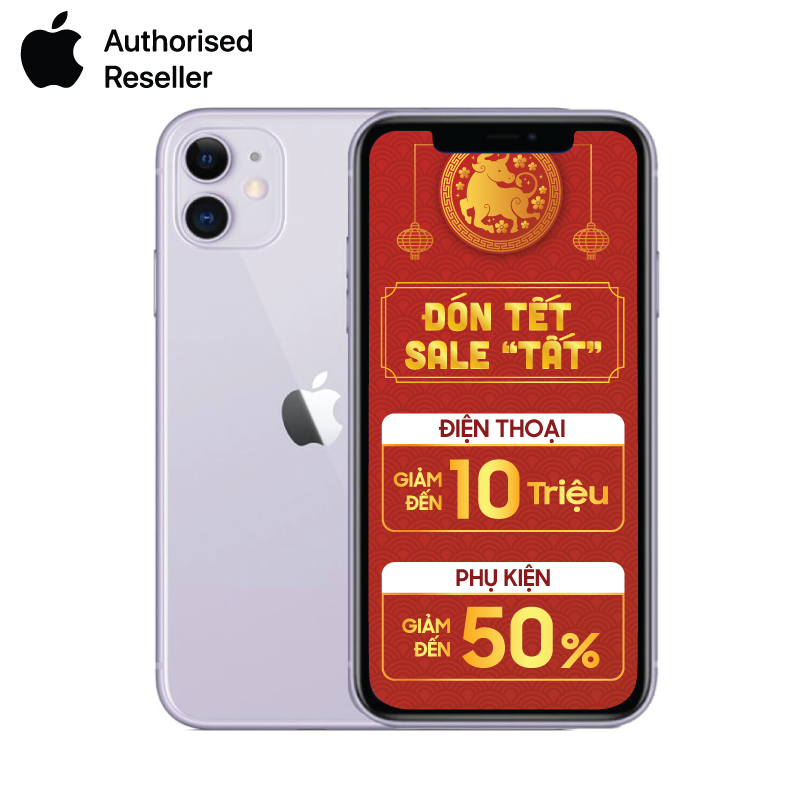 Authorised
Reseller
ĐÓN TẾT
SALE “TẤT”
ĐIỆN THOẠI
GIẢM
ĐẾN
10 Triệu
PHỤ KIỆN
GIẢM
ĐẾN
50%